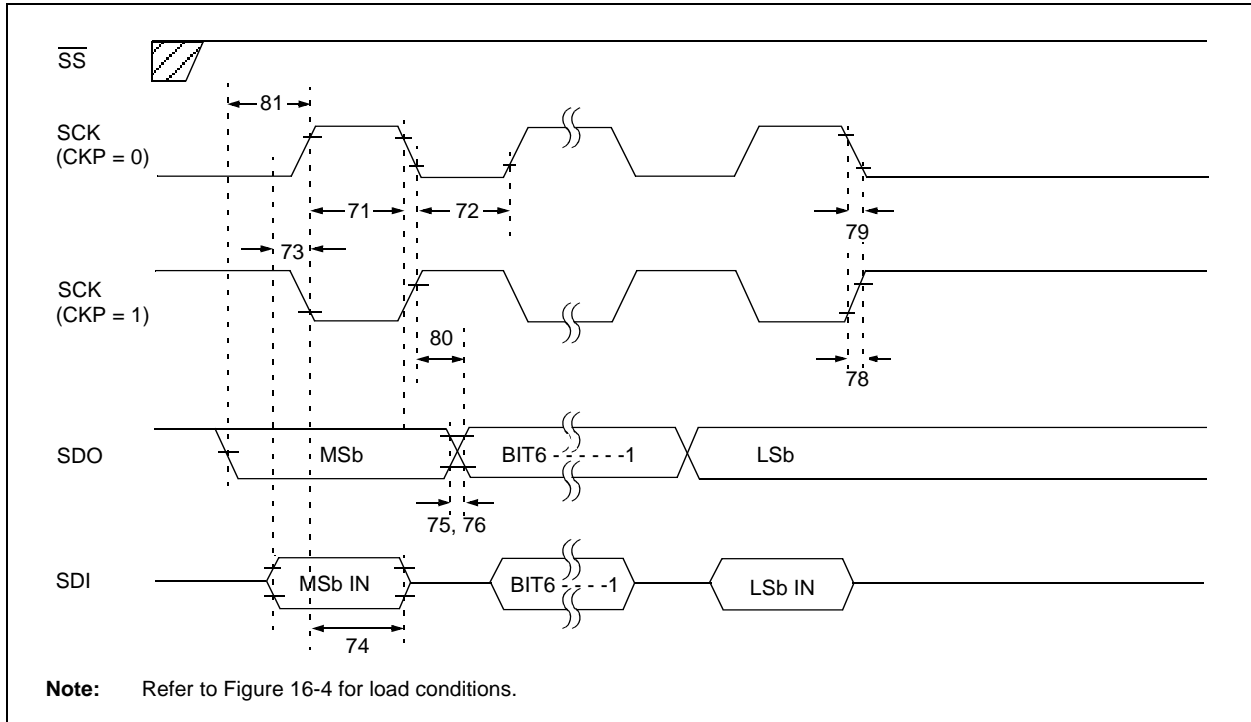 SS
81
SCK
(CKP = 0)
71
72
73
79
SCK
(CKP = 1)
80
78
SDO
MSb
BIT6 - - - - - -1
LSb
75, 76
SDI
MSb IN
BIT6 - - - -1
LSb IN
74
Note: Refer to Figure 16-4 for load conditions.